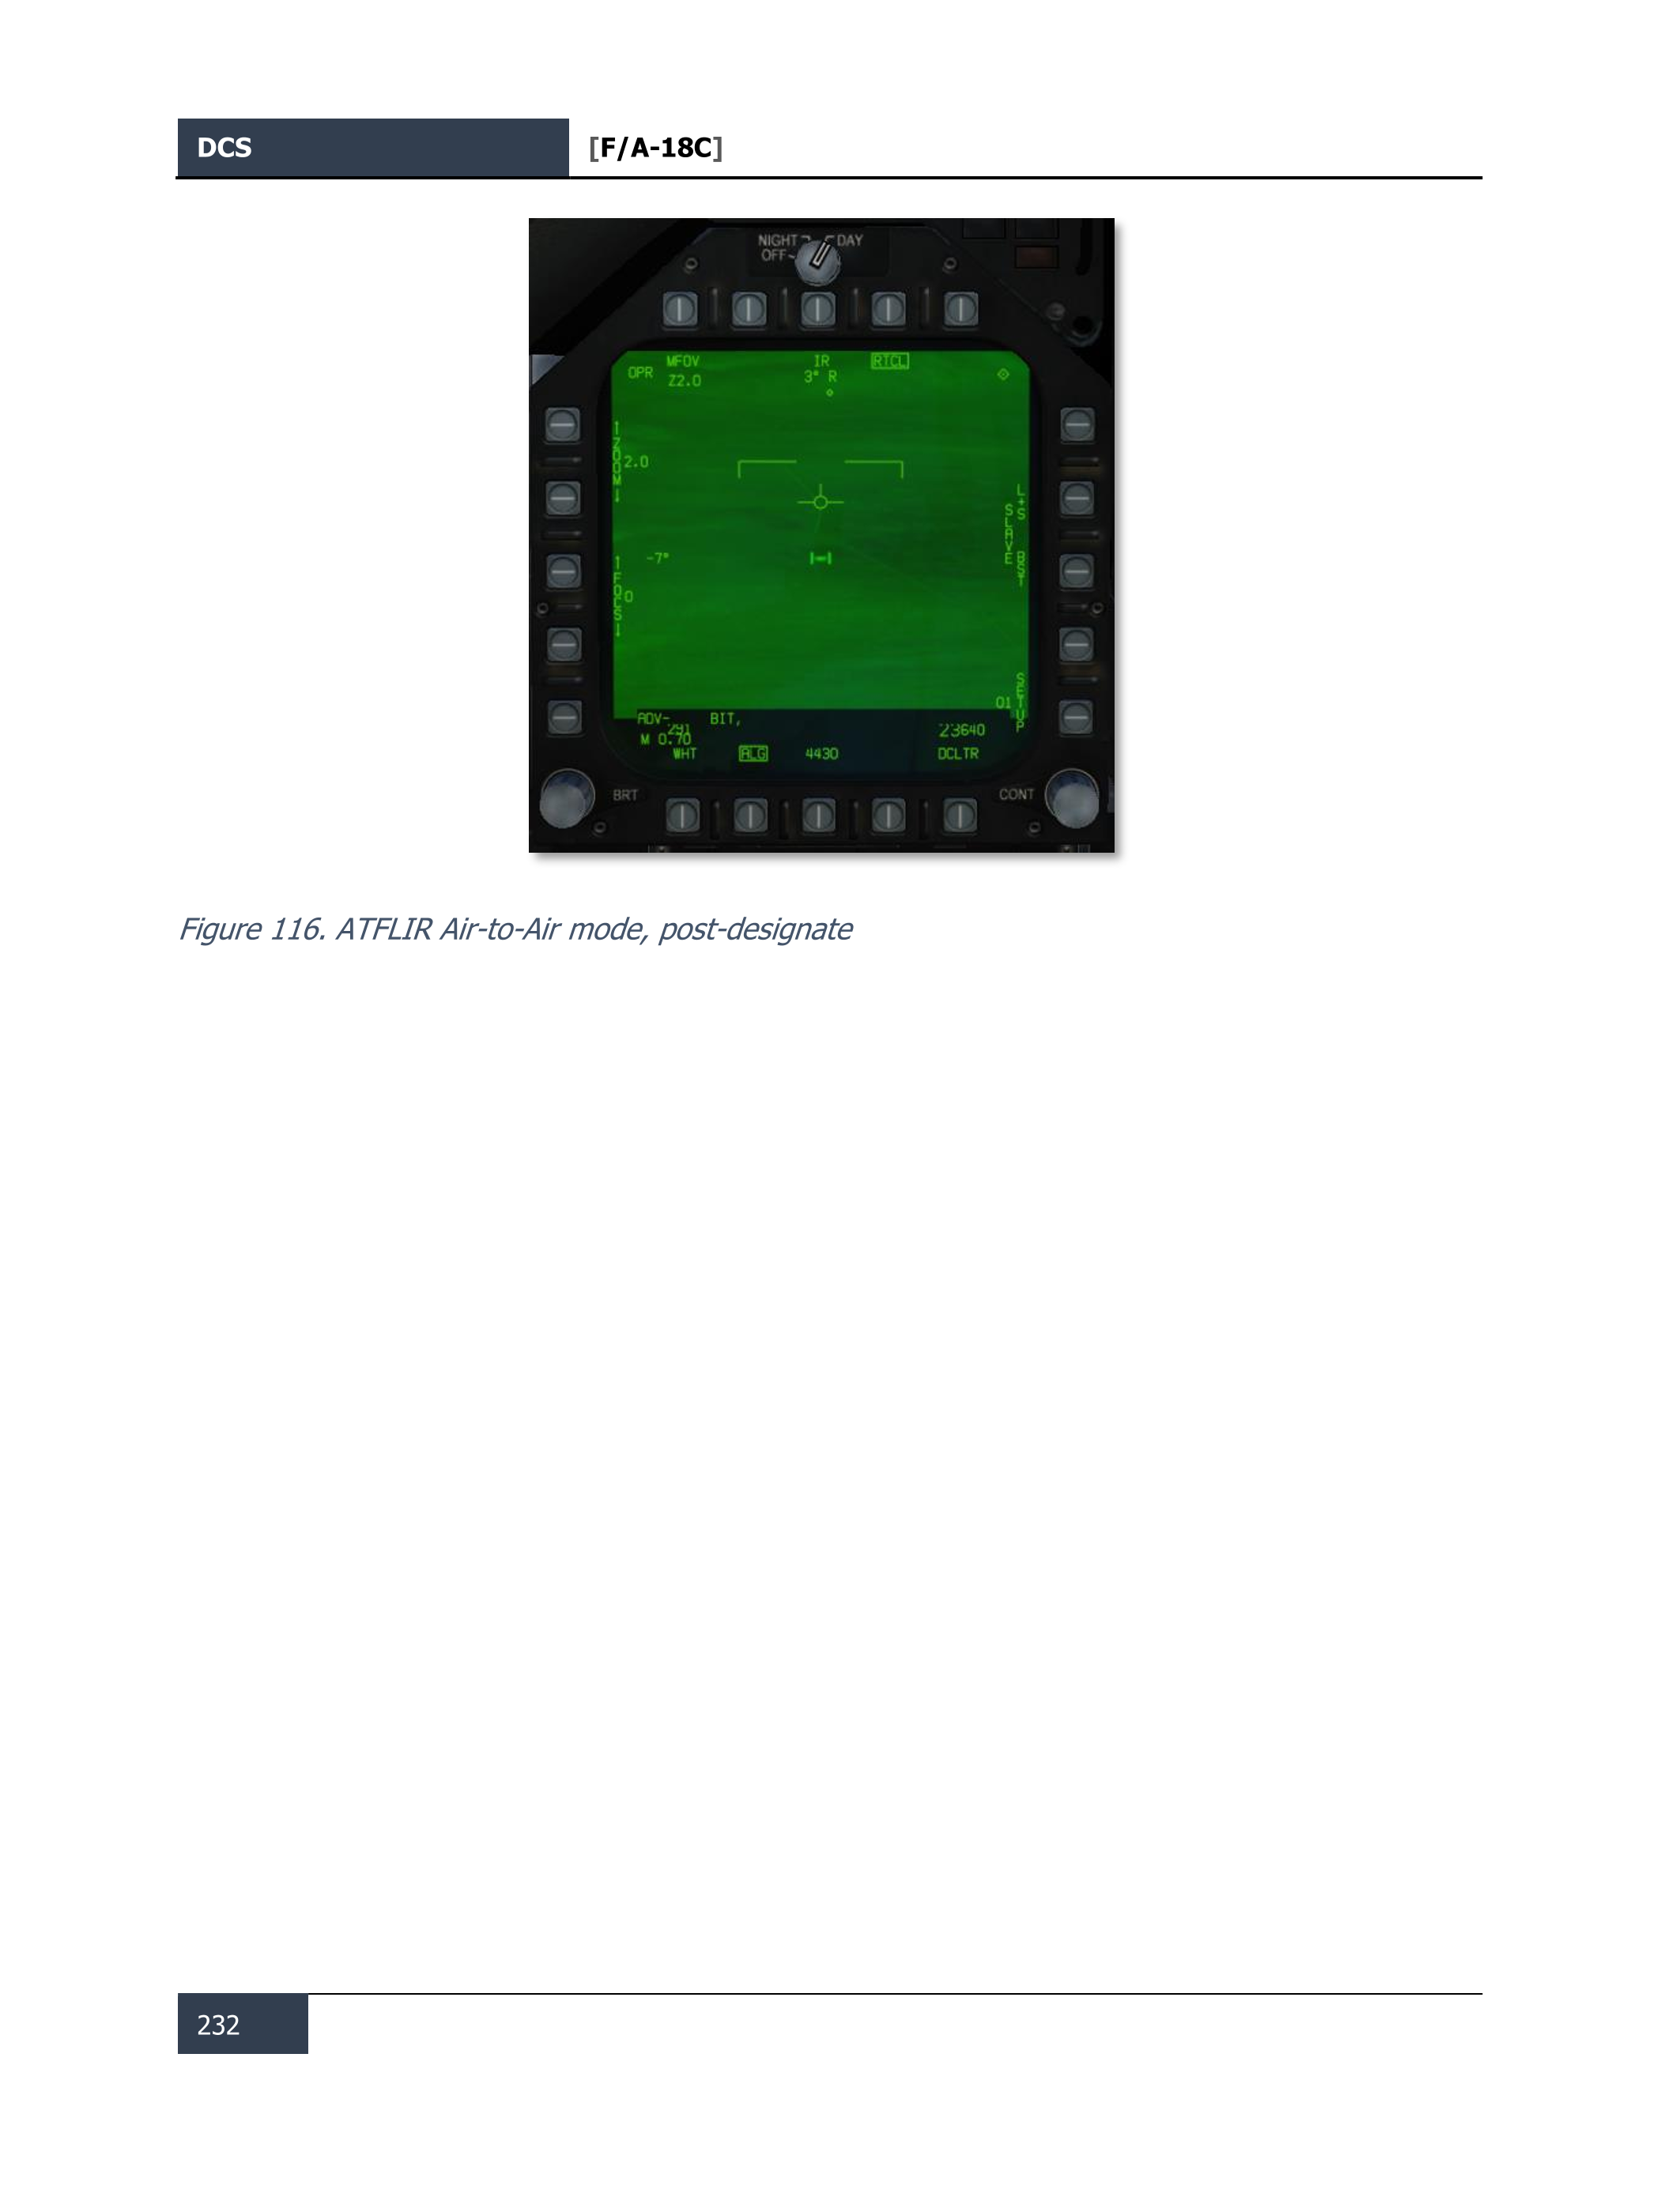 DCS [F/A-18C]
NIGHT DAY
OFF
MFOV IR RTCL
OPR Z2.0 3° R
↑ZOOM↓ 2.0
L+S
SLAVE
BST
-7°
↑FOCS↓ 0
SETUP
01
ADV- BIT,
291 23640
M 0.70
WHT ALG 4430 DCLTR
BRT CONT
Figure 116. ATFLIR Air-to-Air mode, post-designate
232